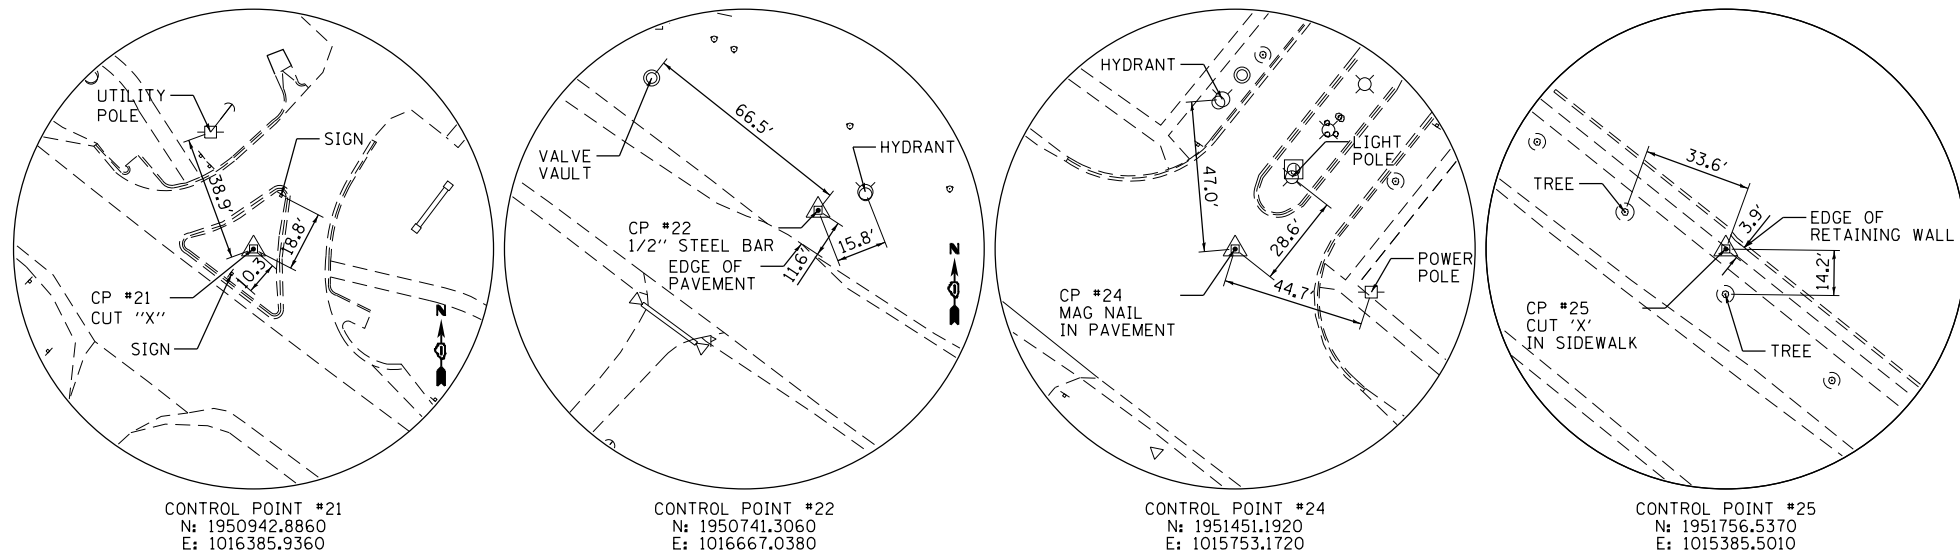 UTILITY
POLE
SIGN
38.9'
18.8'
10.3'
CP #21
CUT "X"
SIGN
N
CONTROL POINT #21
N: 1950942.8860
E: 1016385.9360
66.5'
VALVE
VAULT
HYDRANT
CP #22
1/2" STEEL BAR
EDGE OF
PAVEMENT
11.6'
15.8'
N
CONTROL POINT #22
N: 1950741.3060
E: 1016667.0380
HYDRANT
LIGHT
POLE
47.0'
28.6'
44.7'
POWER
POLE
CP #24
MAG NAIL
IN PAVEMENT
CONTROL POINT #24
N: 1951451.1920
E: 1015753.1720
33.6'
TREE
3.9'
EDGE OF
RETAINING WALL
14.2'
CP #25
CUT 'X'
IN SIDEWALK
TREE
CONTROL POINT #25
N: 1951756.5370
E: 1015385.5010